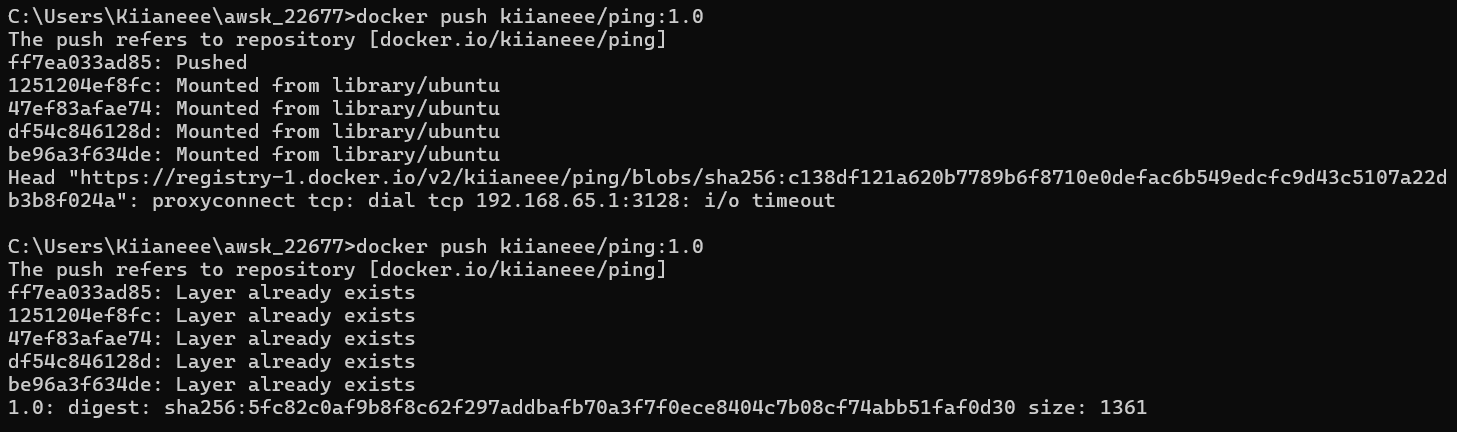 C:\Users\Kiianeee\awsk_22677>docker push kiianeee/ping:1.0
The push refers to repository [docker.io/kiianeee/ping]
ff7ea033ad85: Pushed
1251204ef8fc: Mounted from library/ubuntu
47ef83afae74: Mounted from library/ubuntu
df54c846128d: Mounted from library/ubuntu
be96a3f634de: Mounted from library/ubuntu
Head "https://registry-1.docker.io/v2/kiianeee/ping/blobs/sha256:c138df121a620b7789b6f8710e0defac6b549edcfc9d43c5107a22d
b3b8f024a": proxyconnect tcp: dial tcp 192.168.65.1:3128: i/o timeout
C:\Users\Kiianeee\awsk_22677>docker push kiianeee/ping:1.0
The push refers to repository [docker.io/kiianeee/ping]
ff7ea033ad85: Layer already exists
1251204ef8fc: Layer already exists
47ef83afae74: Layer already exists
df54c846128d: Layer already exists
be96a3f634de: Layer already exists
1.0: digest: sha256:5fc82c0af9b8f8c62f297addbafb70a3f7f0ece8404c7b08cf74abb51faf0d30 size: 1361